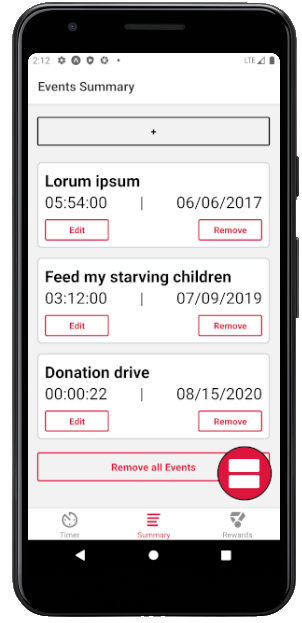 2:12 LTE
Events Summary
+
Lorum ipsum
05:54:00 | 06/06/2017
Edit Remove
Feed my starving children
03:12:00 | 07/09/2019
Edit Remove
Donation drive
00:00:22 | 08/15/2020
Edit Remove
Remove all Events
Timer Summary Rewards